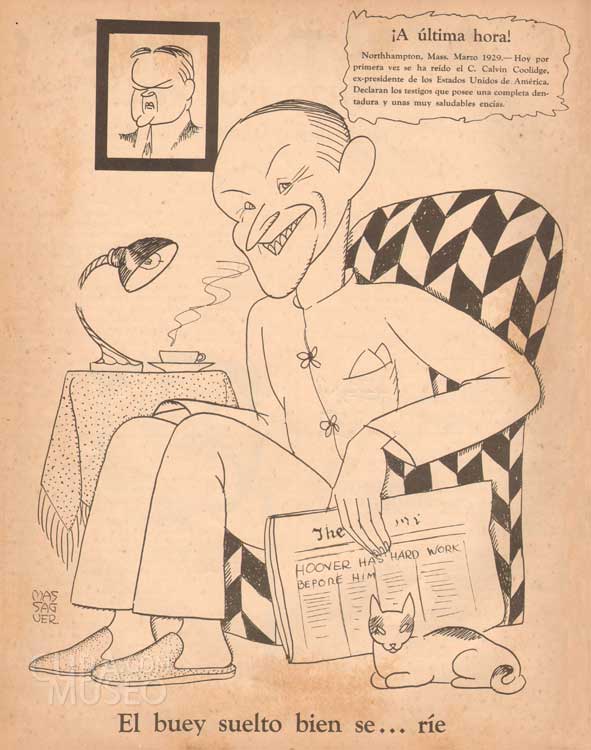 ¡A última hora!
Northhampton, Mass. Marzo 1929.—Hoy por
primera vez se ha reído el C. Calvin Coolidge,
ex-presidente de los Estados Unidos de América.
Declaran los testigos que posee una completa den-
tadura y unas muy saludables encías.
The
HOOVER HAS HARD WORK
BEFORE HIM
MAS
SAG
UER
MUSEO
El buey suelto bien se... ríe